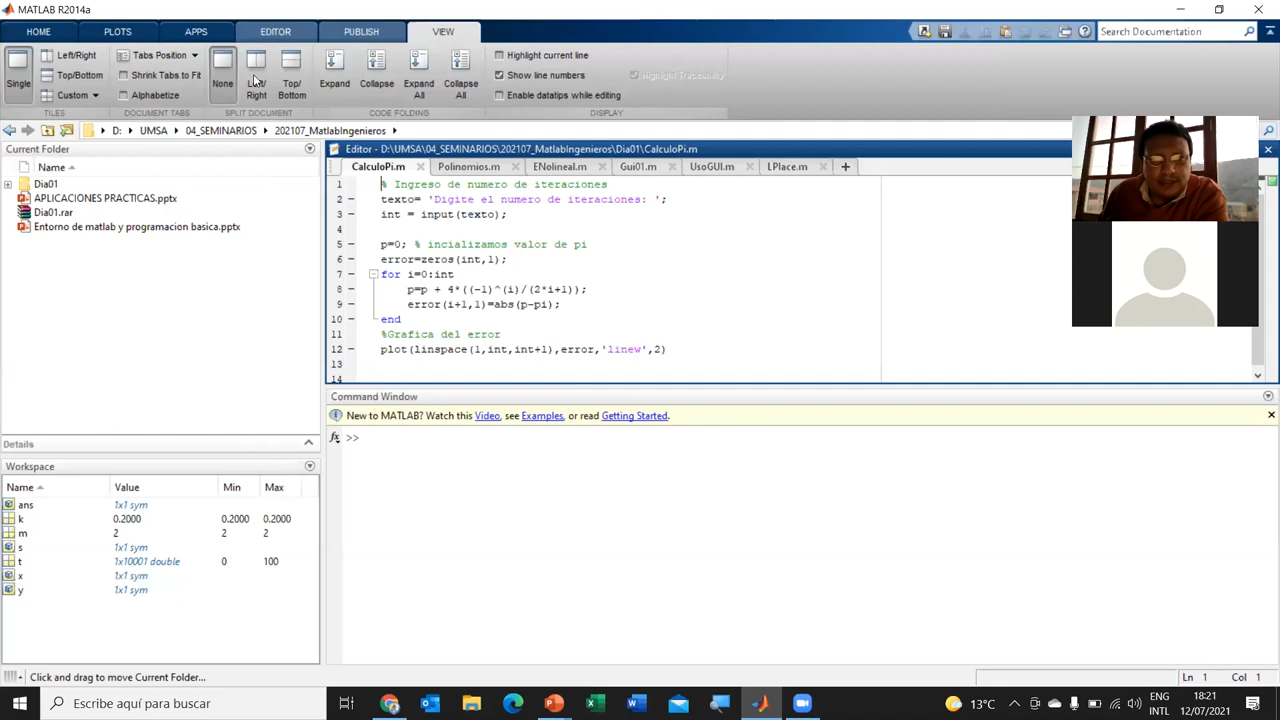 MATLAB R2014a
HOME PLOTS APPS EDITOR PUBLISH VIEW Search Documentation
Single Left/Right Top/Bottom Custom
Tabs Position Shrink Tabs to Fit Alphabetize
None Left/Right Top/Bottom
Expand Collapse Expand All Collapse All
Highlight current line Show line numbers Enable datatips while editing
Highlight Traceability
TILES DOCUMENT TABS SPLIT DOCUMENT CODE FOLDING DISPLAY
D: UMSA 04_SEMINARIOS 202107_MatlabIngenieros
Current Folder
Name
Dia01
APLICACIONES PRACTICAS.pptx
Dia01.rar
Entorno de matlab y programacion basica.pptx
Details
Workspace
Name Value Min Max
ans 1x1 sym
k 0.2000 0.2000 0.2000
m 2 2 2
s 1x1 sym
t 1x10001 double 0 100
x 1x1 sym
y 1x1 sym
Editor - D:\UMSA\04_SEMINARIOS\202107_MatlabIngenieros\Dia01\CalculoPi.m
CalculoPi.m Polinomios.m ENolineal.m Gui01.m UsoGUI.m LPlace.m
1 % Ingreso de numero de iteraciones
2 texto= 'Digite el numero de iteraciones: ';
3 int = input(texto);
4
5 p=0; % incializamos valor de pi
6 error=zeros(int,1);
7 for i=0:int
8 p=p + 4*((-1)^(i)/(2*i+1));
9 error(i+1,1)=abs(p-pi);
10 end
11 %Grafica del error
12 plot(linspace(1,int,int+1),error,'linew',2)
13
14
Command Window
New to MATLAB? Watch this Video, see Examples, or read Getting Started.
fx >>
Click and drag to move Current Folder... Ln 1 Col 1
Escribe aquí para buscar 13°C ENG INTL 18:21 12/07/2021